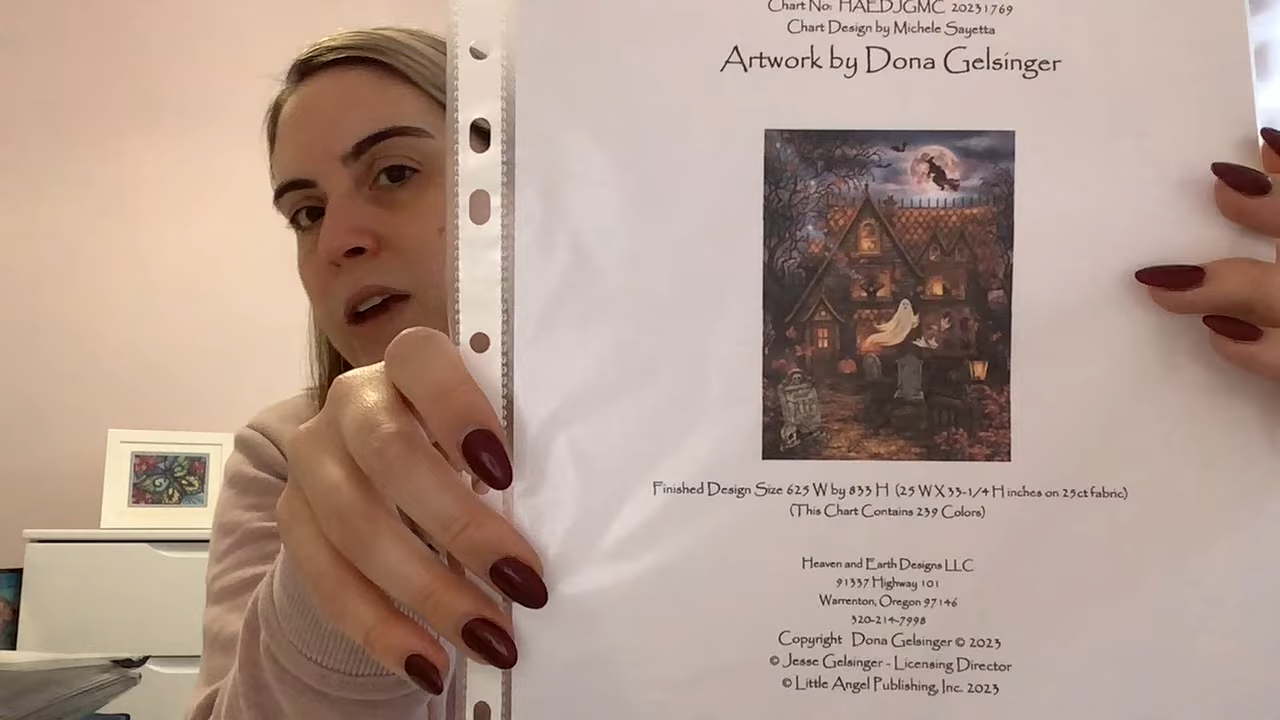 Chart No: HAEDJGMC 20231769
Chart Design by Michele Sayetta
Artwork by Dona Gelsinger
Finished Design Size 625 W by 833 H (25 W X 33-1/4 H inches on 25ct fabric)
(This Chart Contains 239 Colors)
Heaven and Earth Designs LLC
91337 Highway 101
Warrenton, Oregon 97146
320-214-7998
Copyright Dona Gelsinger © 2023
© Jesse Gelsinger - Licensing Director
© Little Angel Publishing, Inc. 2023